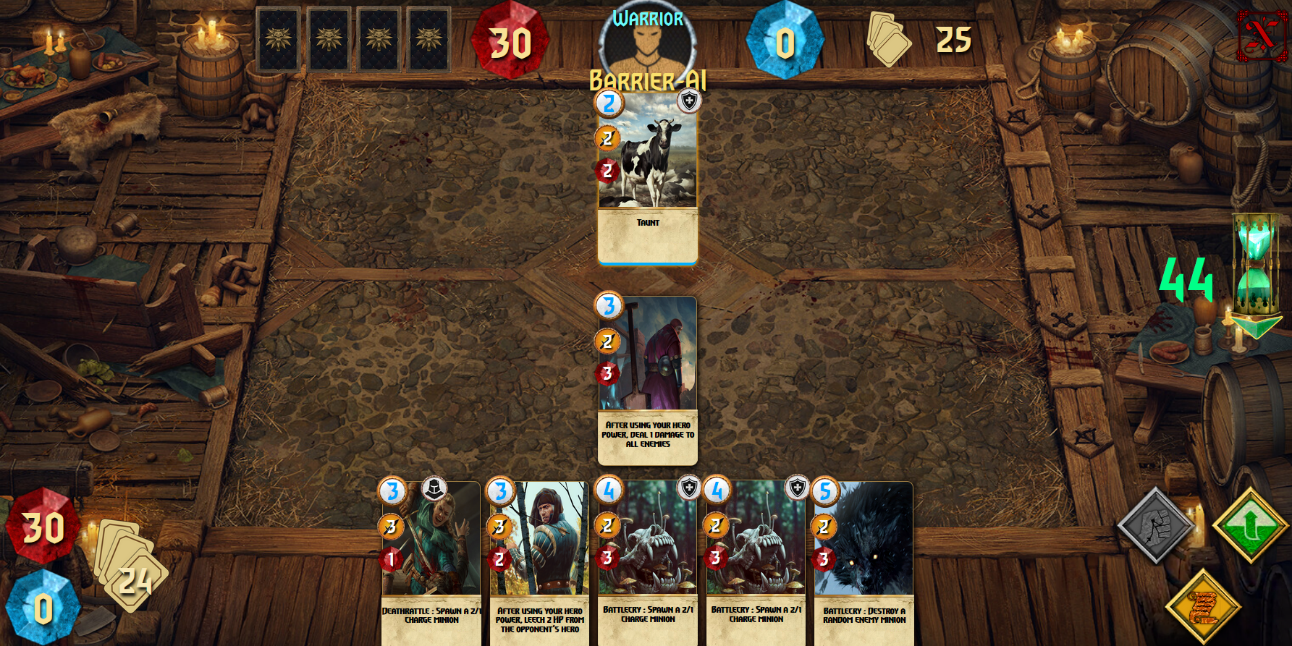 30
WARRIOR
0
25
BARRIER-AI
2
2
2
TAUNT
44
3
2
3
AFTER USING YOUR HERO
POWER, DEAL 1 DAMAGE TO
ALL ENEMIES
30
24
0
3
3
1
DEATHRATTLE : SPAWN A 2/1
CHARGE MINION
3
3
2
AFTER USING YOUR HERO
POWER, LEECH 2 HP FROM
THE OPPONENT'S HERO
4
2
3
BATTLECRY : SPAWN A 2/1
CHARGE MINION
4
2
3
BATTLECRY : SPAWN A 2/1
CHARGE MINION
5
2
3
BATTLECRY : DESTROY A
RANDOM ENEMY MINION